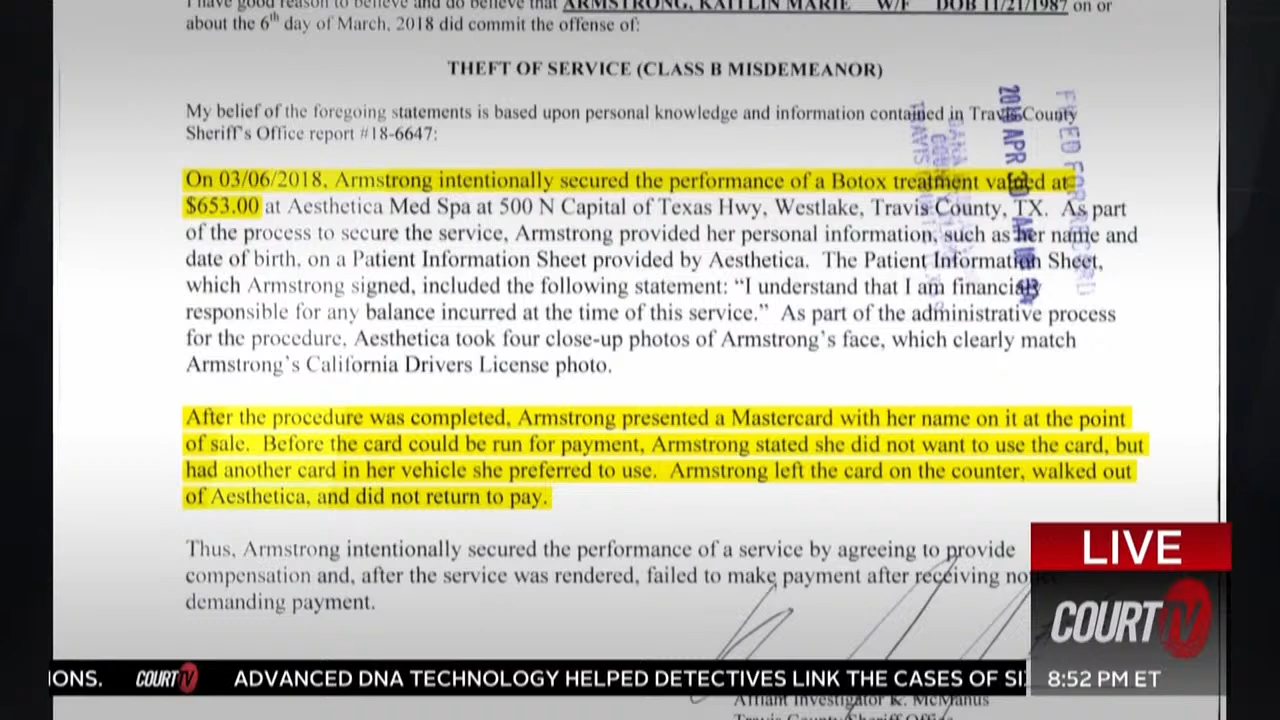 I have good reason to believe and do believe that ARMSTRONG, KAITLIN MARIE W/F DOB 11/21/1987 on or
about the 6th day of March, 2018 did commit the offense of:
THEFT OF SERVICE (CLASS B MISDEMEANOR)
My belief of the foregoing statements is based upon personal knowledge and information contained in Travis County
Sheriff's Office report #18-6647:
On 03/06/2018, Armstrong intentionally secured the performance of a Botox treatment valued at
$653.00 at Aesthetica Med Spa at 500 N Capital of Texas Hwy, Westlake, Travis County, TX. As part
of the process to secure the service, Armstrong provided her personal information, such as her name and
date of birth, on a Patient Information Sheet provided by Aesthetica. The Patient Information Sheet,
which Armstrong signed, included the following statement: "I understand that I am financially
responsible for any balance incurred at the time of this service." As part of the administrative process
for the procedure, Aesthetica took four close-up photos of Armstrong's face, which clearly match
Armstrong's California Drivers License photo.
After the procedure was completed, Armstrong presented a Mastercard with her name on it at the point
of sale. Before the card could be run for payment, Armstrong stated she did not want to use the card, but
had another card in her vehicle she preferred to use. Armstrong left the card on the counter, walked out
of Aesthetica, and did not return to pay.
Thus, Armstrong intentionally secured the performance of a service by agreeing to provide
compensation and, after the service was rendered, failed to make payment after receiving
demanding payment.
FILED FOR RECORD
LIVE
COURT TV
IONS. COURT TV ADVANCED DNA TECHNOLOGY HELPED DETECTIVES LINK THE CASES OF
8:52 PM ET
Affiant Investigator K. McManus
Travis County Sheriff Office